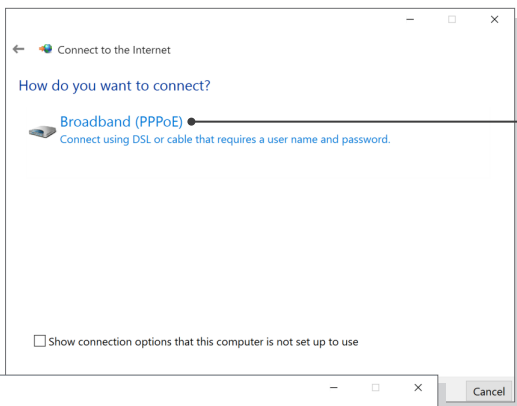 Connect to the Internet
How do you want to connect?
Broadband (PPPoE)
Connect using DSL or cable that requires a user name and password.
Show connection options that this computer is not set up to use
Cancel